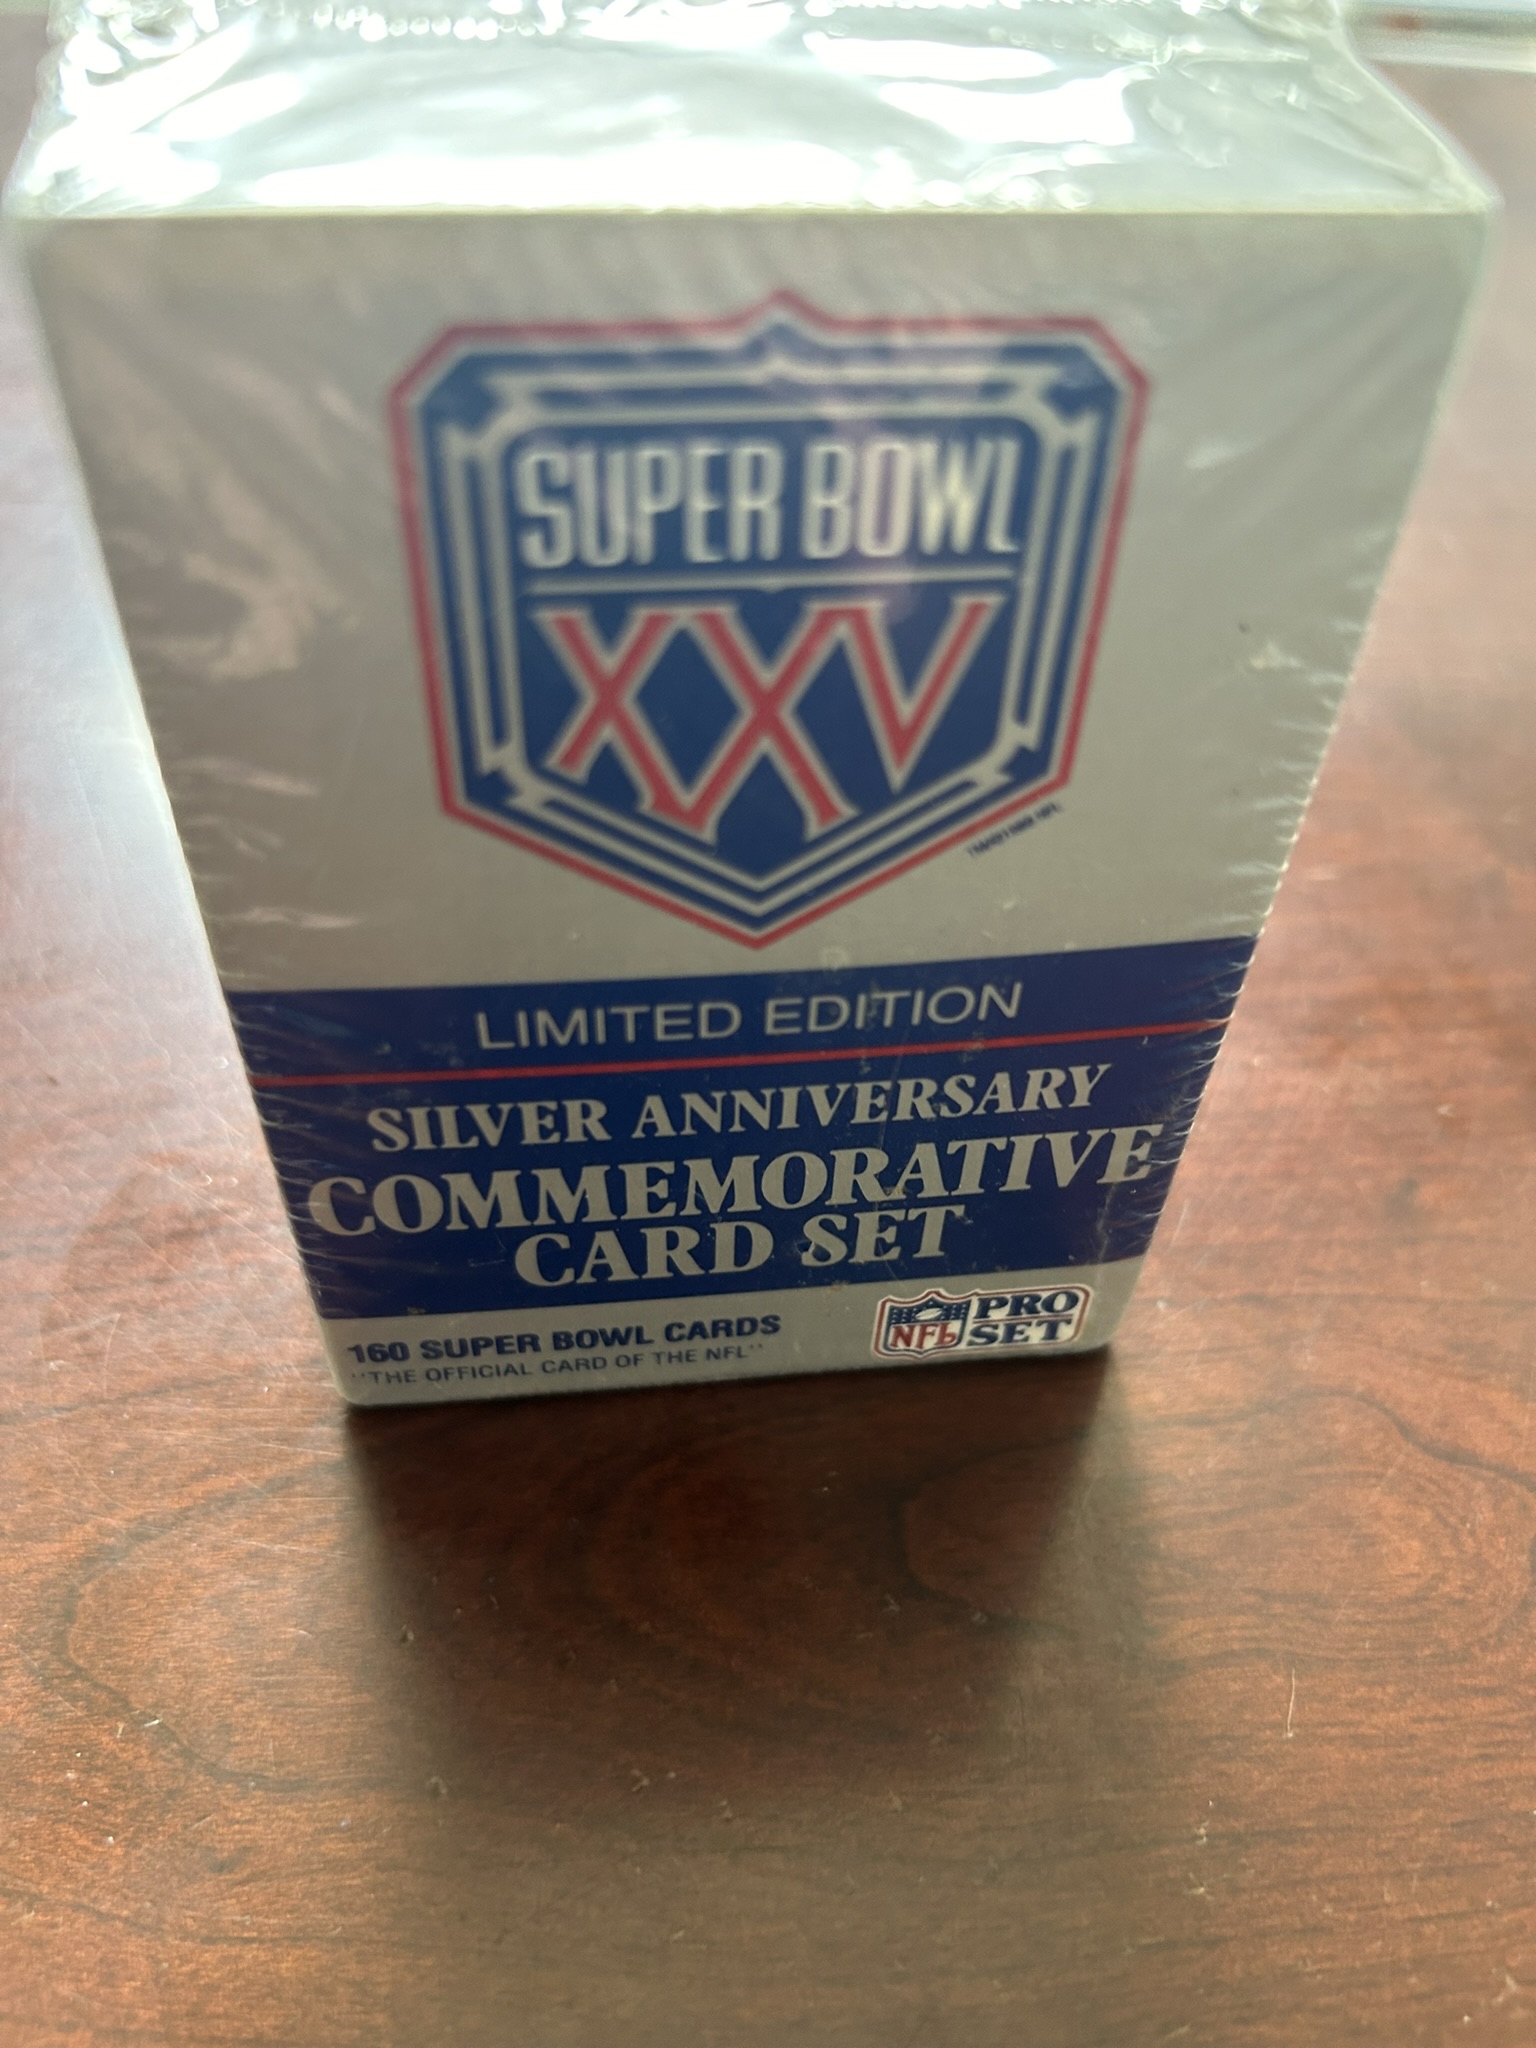 SUPER BOWL
XXV
LIMITED EDITION
SILVER ANNIVERSARY
COMMEMORATIVE
CARD SET
160 SUPER BOWL CARDS
"THE OFFICIAL CARD OF THE NFL"
NFL
PRO
SET